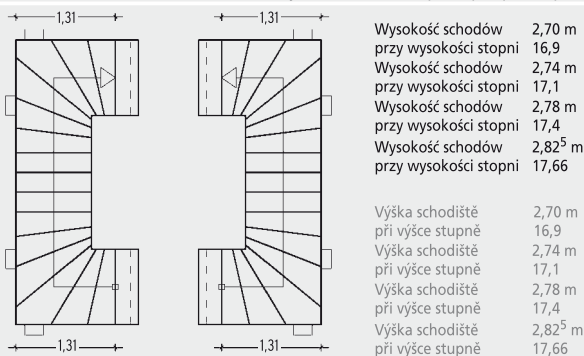 1,31 1,31
Wysokość schodów 2,70 m
przy wysokości stopni 16,9
Wysokość schodów 2,74 m
przy wysokości stopni 17,1
Wysokość schodów 2,78 m
przy wysokości stopni 17,4
Wysokość schodów 2,82⁵ m
przy wysokości stopni 17,66
Výška schodiště 2,70 m
při výšce stupně 16,9
Výška schodiště 2,74 m
při výšce stupně 17,1
Výška schodiště 2,78 m
při výšce stupně 17,4
Výška schodiště 2,82⁵ m
při výšce stupně 17,66
1,31 1,31